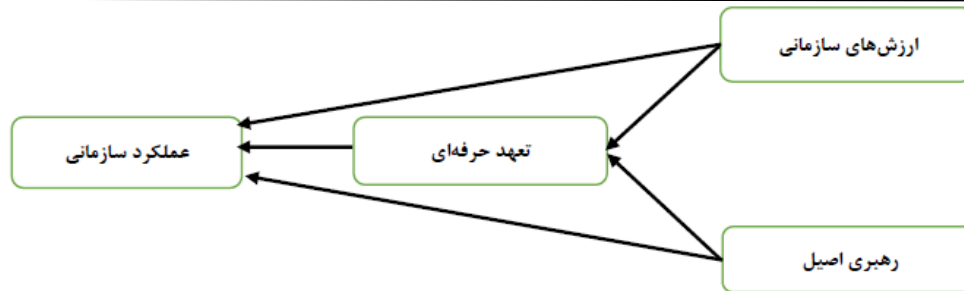 ارزش‌های سازمانی
تعهد حرفه‌ای
عملکرد سازمانی
رهبری اصیل